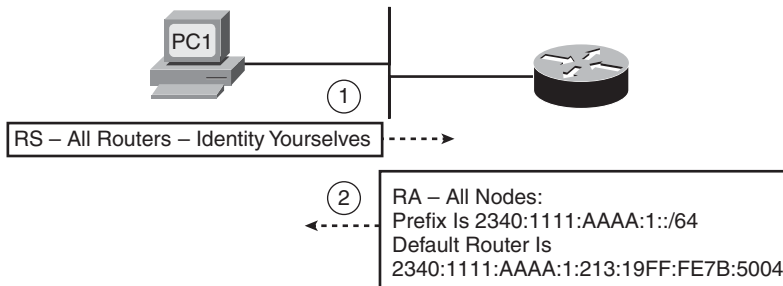 PC1
1
RS – All Routers – Identity Yourselves
2
RA – All Nodes:
Prefix Is 2340:1111:AAAA:1::/64
Default Router Is
2340:1111:AAAA:1:213:19FF:FE7B:5004